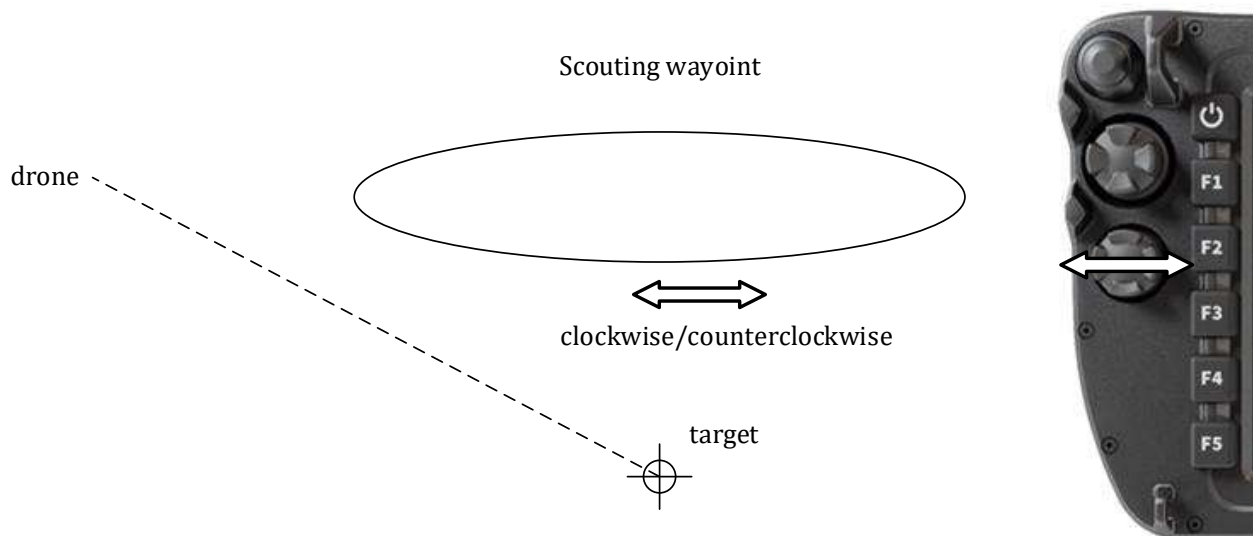 Scouting wayoint
drone
clockwise/counterclockwise
target
F1
F2
F3
F4
F5